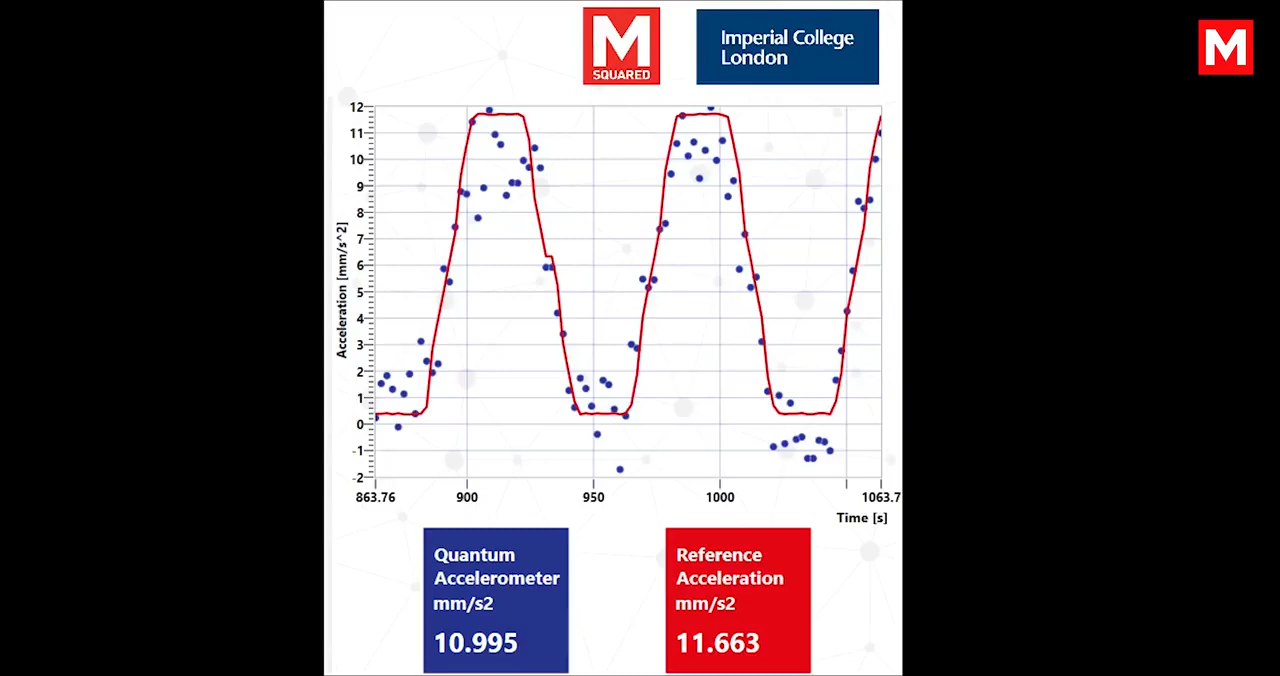 M
SQUARED
Imperial College
London
M
12
11
10
9
8
7
6
5
4
3
2
1
0
-1
-2
Acceleration [mm/s^2]
863.76
900
950
1000
1063.7
Time [s]
Quantum
Accelerometer
mm/s2
10.995
Reference
Acceleration
mm/s2
11.663